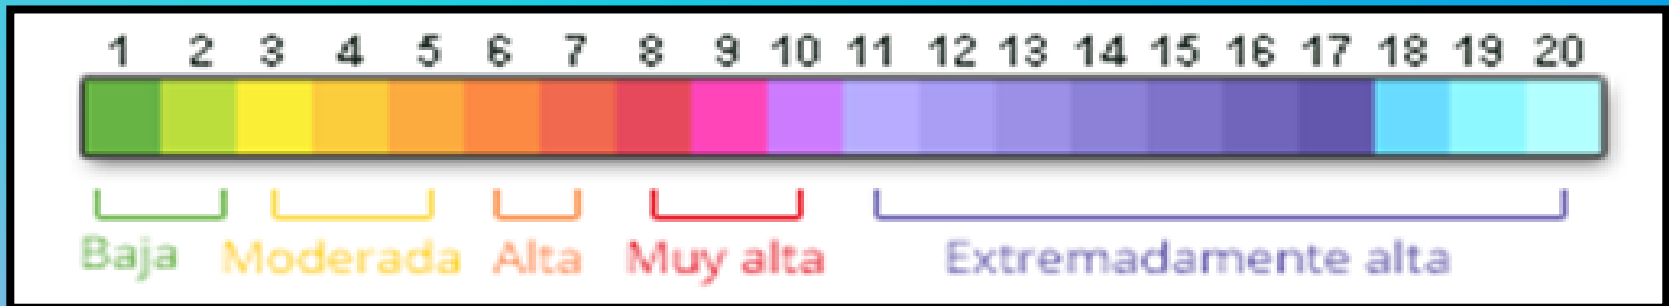 1 2 3 4 5 6 7 8 9 10 11 12 13 14 15 16 17 18 19 20
Baja Moderada Alta Muy alta Extremadamente alta